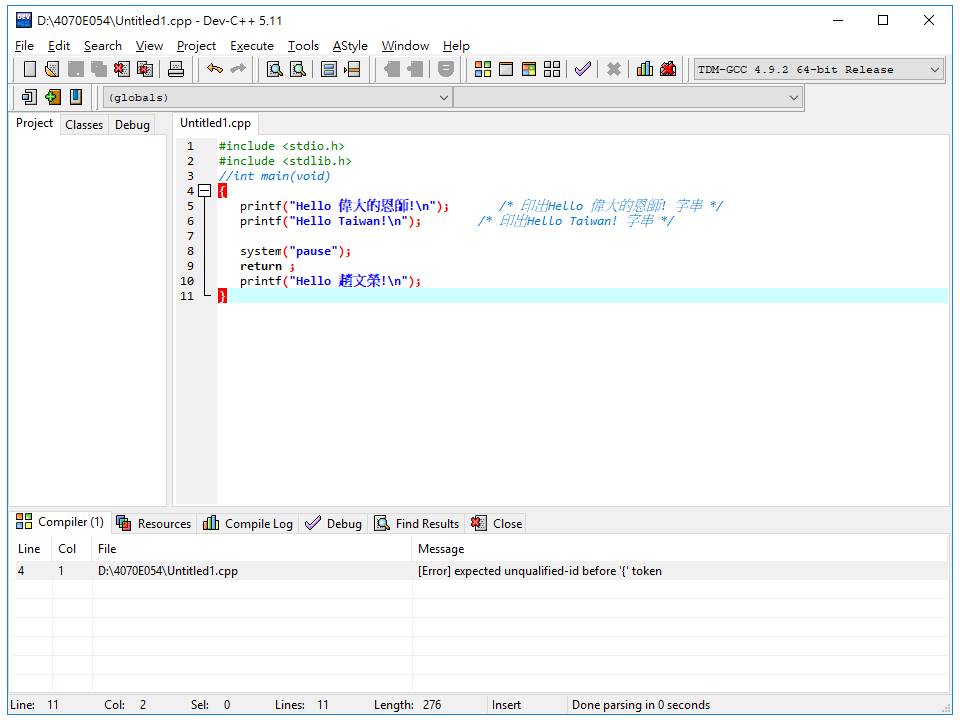 D:\4070E054\Untitled1.cpp - Dev-C++ 5.11
File Edit Search View Project Execute Tools AStyle Window Help
TDM-GCC 4.9.2 64-bit Release
(globals)
Project Classes Debug
Untitled1.cpp
1 #include <stdio.h>
2 #include <stdlib.h>
3 //int main(void)
4 {
5 printf("Hello 偉大的恩師!\n"); /* 印出Hello 偉大的恩師! 字串 */
6 printf("Hello Taiwan!\n"); /* 印出Hello Taiwan! 字串 */
7
8 system("pause");
9 return ;
10 printf("Hello 趙文榮!\n");
11 }
Compiler (1) Resources Compile Log Debug Find Results Close
Line Col File Message
4 1 D:\4070E054\Untitled1.cpp [Error] expected unqualified-id before '{' token
Line: 11 Col: 2 Sel: 0 Lines: 11 Length: 276 Insert Done parsing in 0 seconds